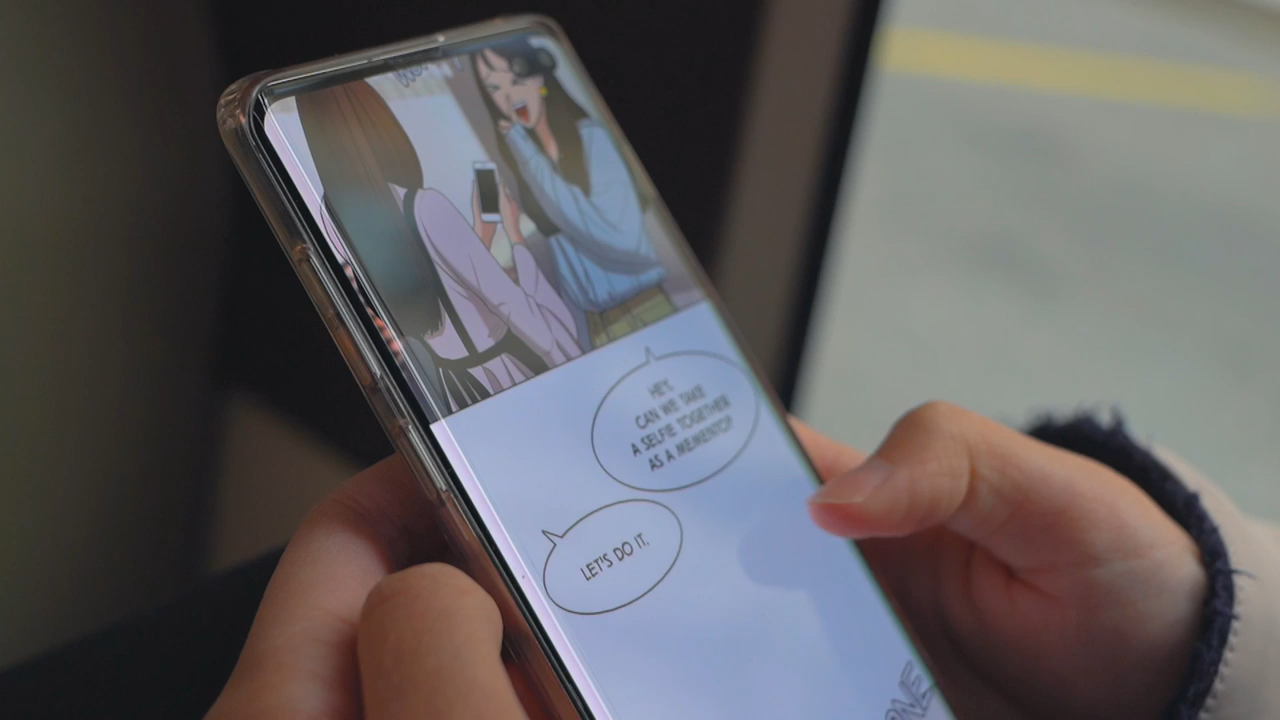 HEY,
CAN WE TAKE
A SELFIE TOGETHER
AS A MEMENTO?
LET'S DO IT.